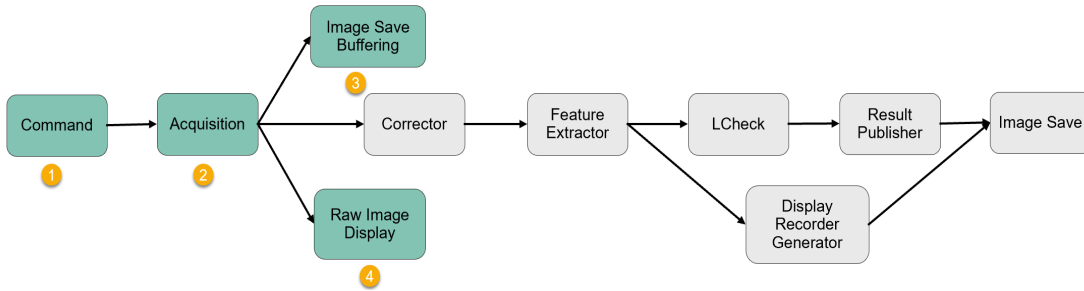 Command
1
Acquisition
2
Image Save
Buffering
3
Raw Image
Display
4
Corrector
Feature
Extractor
LCheck
Result
Publisher
Display
Recorder
Generator
Image Save